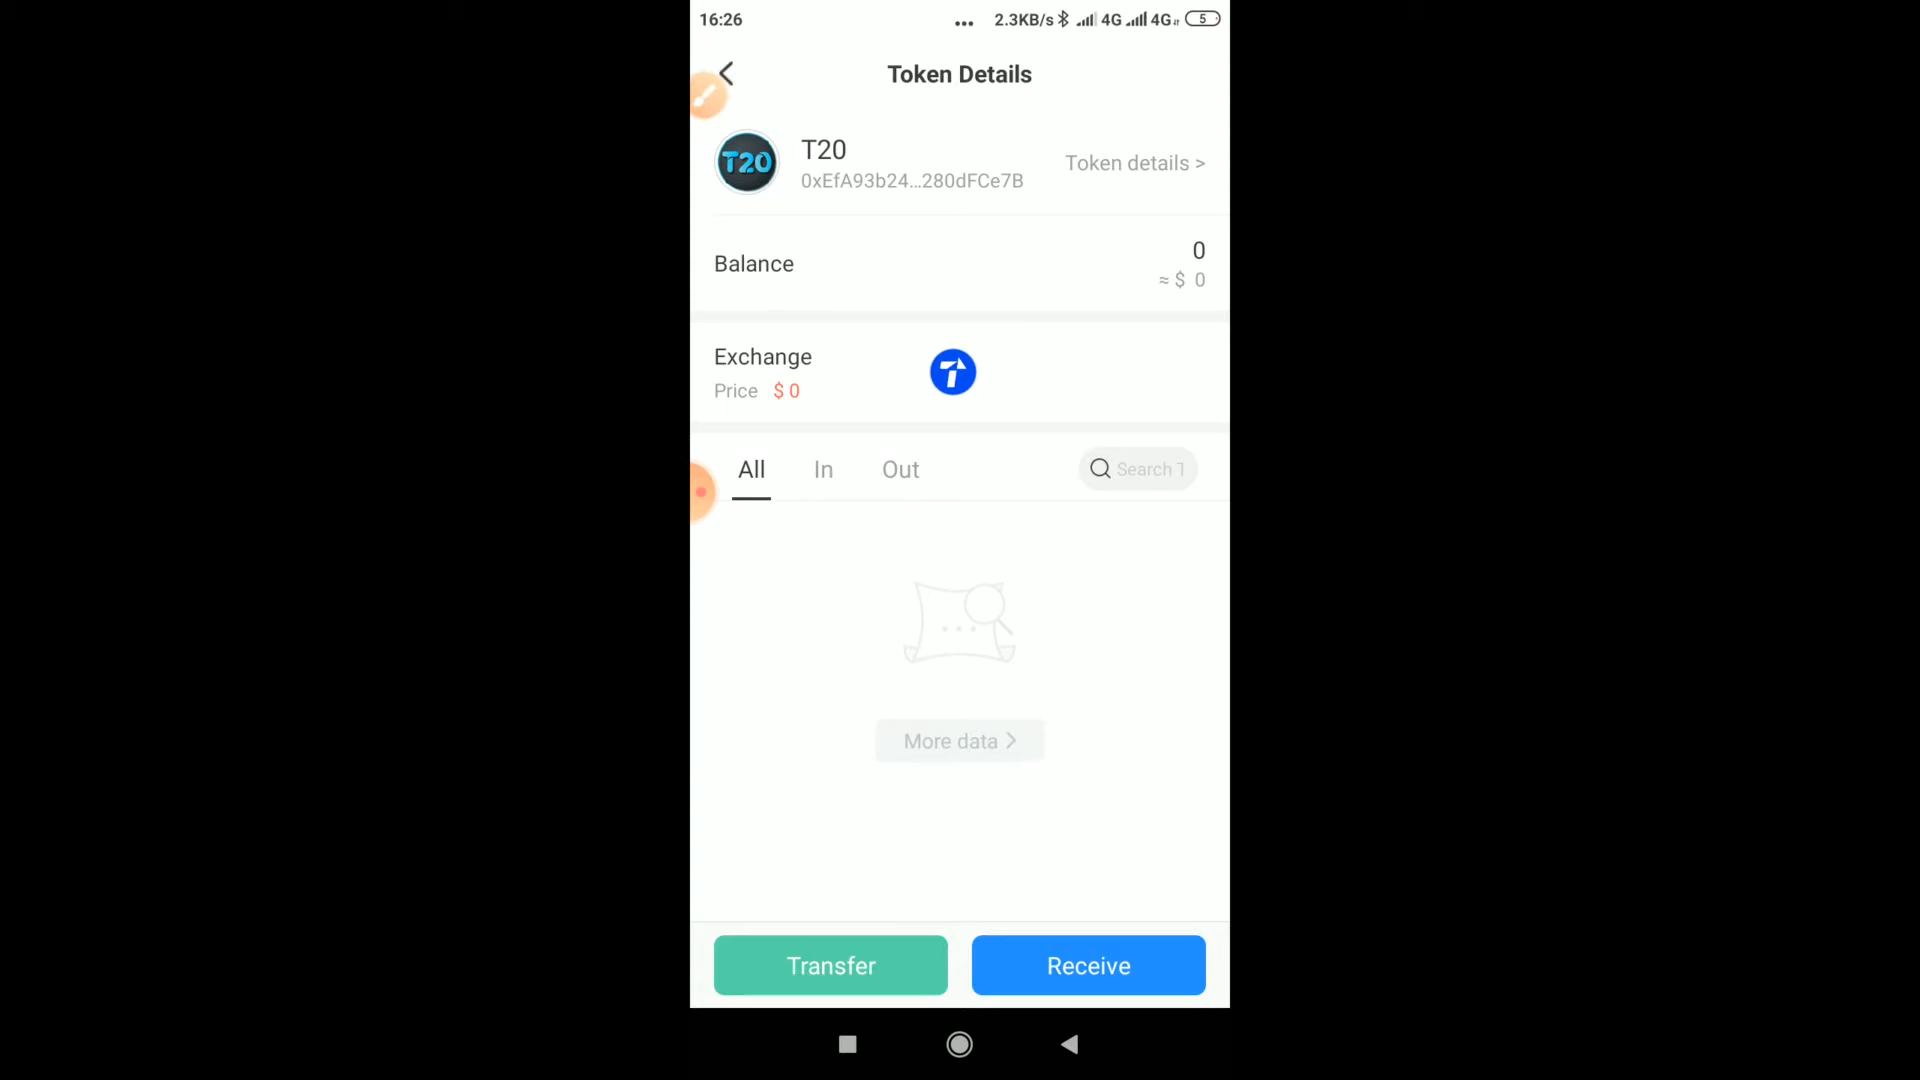 16:26 ... 2.3KB/s 4G 4G 5
Token Details
T20
T20
0xEfA93b24...280dFCe7B
Token details >
Balance
0
≈ $ 0
Exchange
Price $ 0
All In Out Search T
More data >
Transfer Receive